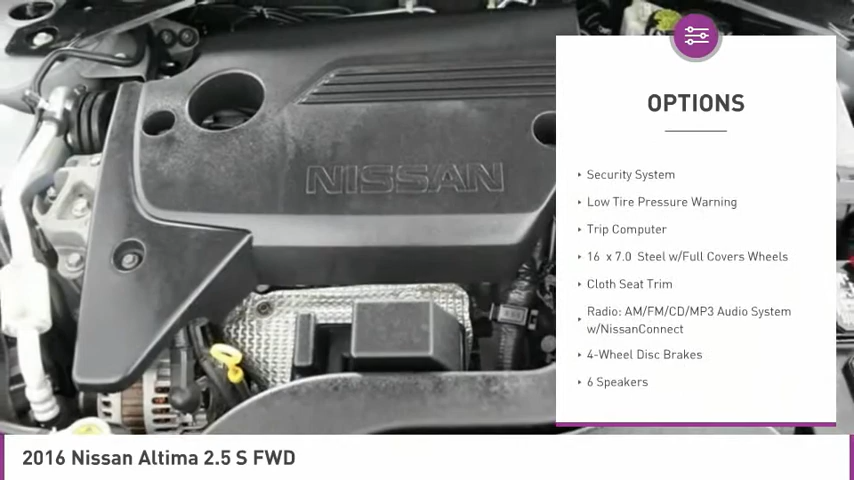 NISSAN
OPTIONS
Security System
Low Tire Pressure Warning
Trip Computer
16 x 7.0 Steel w/Full Covers Wheels
Cloth Seat Trim
Radio: AM/FM/CD/MP3 Audio System
w/NissanConnect
4-Wheel Disc Brakes
6 Speakers
2016 Nissan Altima 2.5 S FWD